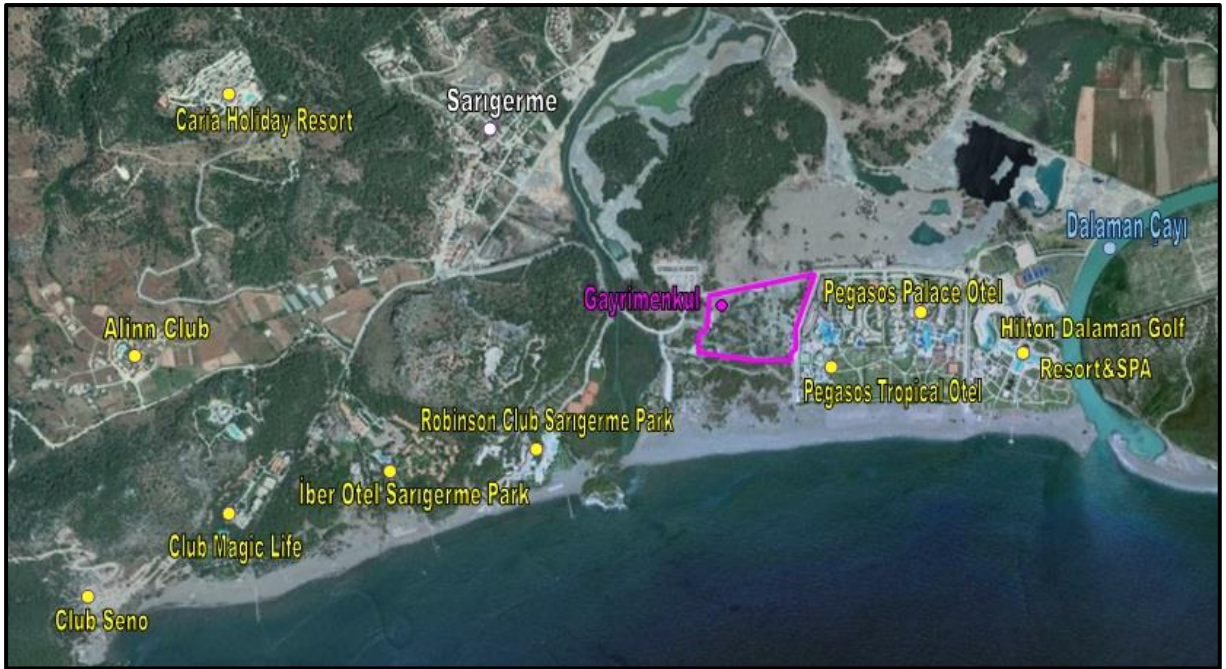 Sarıgerme
Caria Holiday Resort
Dalaman Çayı
Gayrimenkul
Pegasos Palace Otel
Alinn Club
Hilton Dalaman Golf
Resort&SPA
Pegasos Tropical Otel
Robinson Club Sarıgerme Park
İber Otel Sarıgerme Park
Club Magic Life
Club Seno